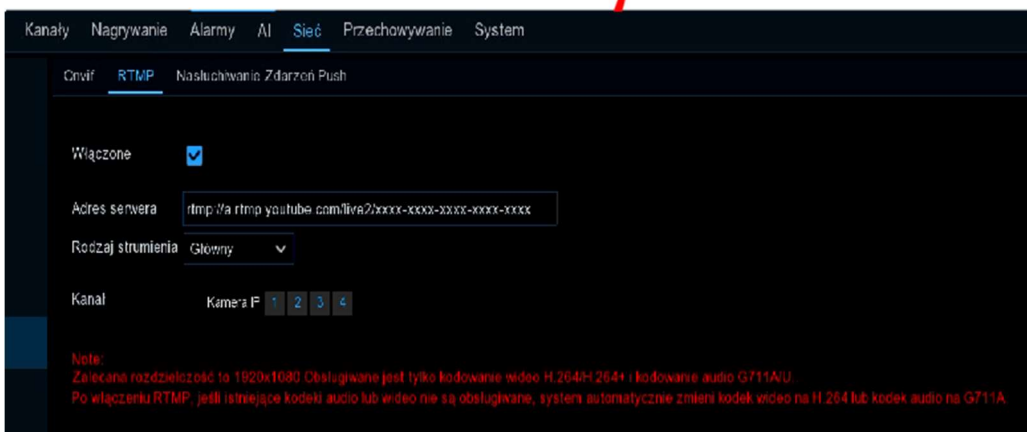 Kanały Nagrywanie Alarmy AI Sieć Przechowywanie System
Onvif RTMP Nasłuchiwanie Zdarzeń Push
Włączone
Adres serwera rtmp://a.rtmp.youtube.com/live2/xxxx-xxxx-xxxx-xxxx-xxxx
Rodzaj strumienia Główny
Kanał Kamera IP 1 2 3 4
Note:
Zalecana rozdzielczość to 1920x1080 Obsługiwane jest tylko kodowanie wideo H.264/H.264+ i kodowanie audio G711A/U.
Po włączeniu RTMP, jeśli istniejące kodeki audio lub wideo nie są obsługiwane, system automatycznie zmieni kodek wideo na H.264 lub kodek audio na G711A